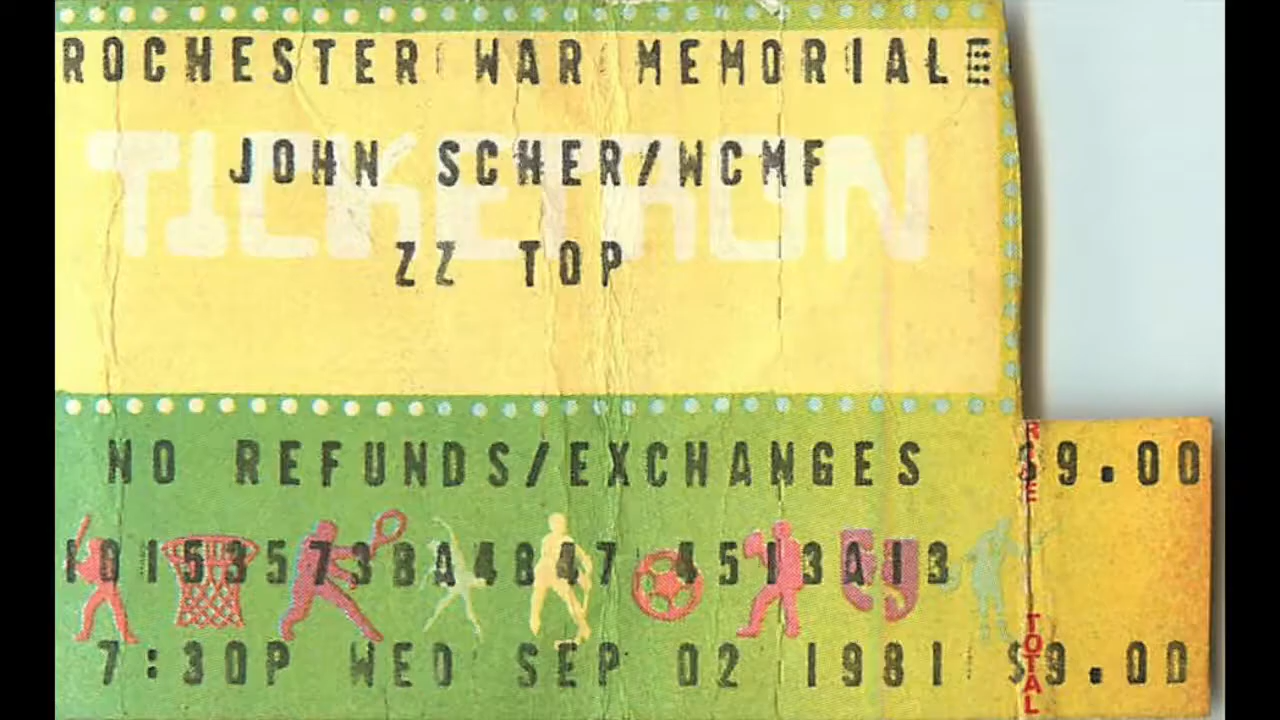 ROCHESTER WAR MEMORIAL
TICKETRON
JOHN SCHER/WCMF
ZZ TOP
NO REFUNDS/EXCHANGES $9.00
PRICE
7:30P WED SEP 02 1981 $9.00
TOTAL